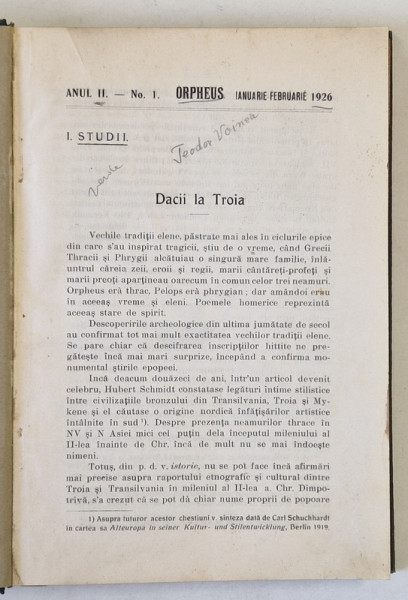 ANUL II. — No. 1. ORPHEUS IANUARIE-FEBRUARIE 1926
I. STUDII.
Teodor Voinea
verde
Dacii la Troia
Vechile tradiții elene, păstrate mai ales în ciclurile epice
din care s'au inspirat tragicii, știu de o vreme, când Grecii
Thracii și Phrygii alcătuiau o singură mare familie, înlă-
untrul căreia zeii, eroii și regii, marii cântăreți-profeți și
marii preoți aparțineau oarecum în comun celor trei neamuri.
Orpheus eră thrac, Pelops eră phrygian; dar amândoi erau
în aceeaș vreme și eleni. Poemele homerice reprezintă
aceeaș stare de spirit.
Descoperirile archeologice din ultima jumătate de secol
au confirmat tot mai mult exactitatea vechilor tradiții elene.
Se pare chiar că descifrarea inscripțiilor hittite ne pre-
gătește încă mai mari surprize, începând a confirma mo-
numental știrile epopeei.
Încă deacum douăzeci de ani, într'un articol devenit
celebru, Hubert Schmidt constatase legături intime stilistice
între civilizațiile bronzului din Transilvania, Troia și My-
kene și el căutase o origine nordică înfățișărilor artistice
întâlnite în sud¹). Despre prezența neamurilor thrace în
NV și N Asiei mici cel puțin dela începutul mileniului al
II-lea înainte de Chr. încă de mult nu se mai îndoește
nimeni.
Totuș, din p. d. v. istoric, nu se pot face încă afirmări
mai precise asupra raportului etnografic și cultural dintre
Troia și Transilvania în mileniul al II-lea a. Chr. Dimpo-
trivă, s'a crezut că se pot dă chiar nume proprii de popoare
1) Asupra tuturor acestor chestiuni v. sinteza dată de Carl Schuchhardt
în cartea sa Alteuropa in seiner Kultur- und Stilentwicklung, Berlin 1919.